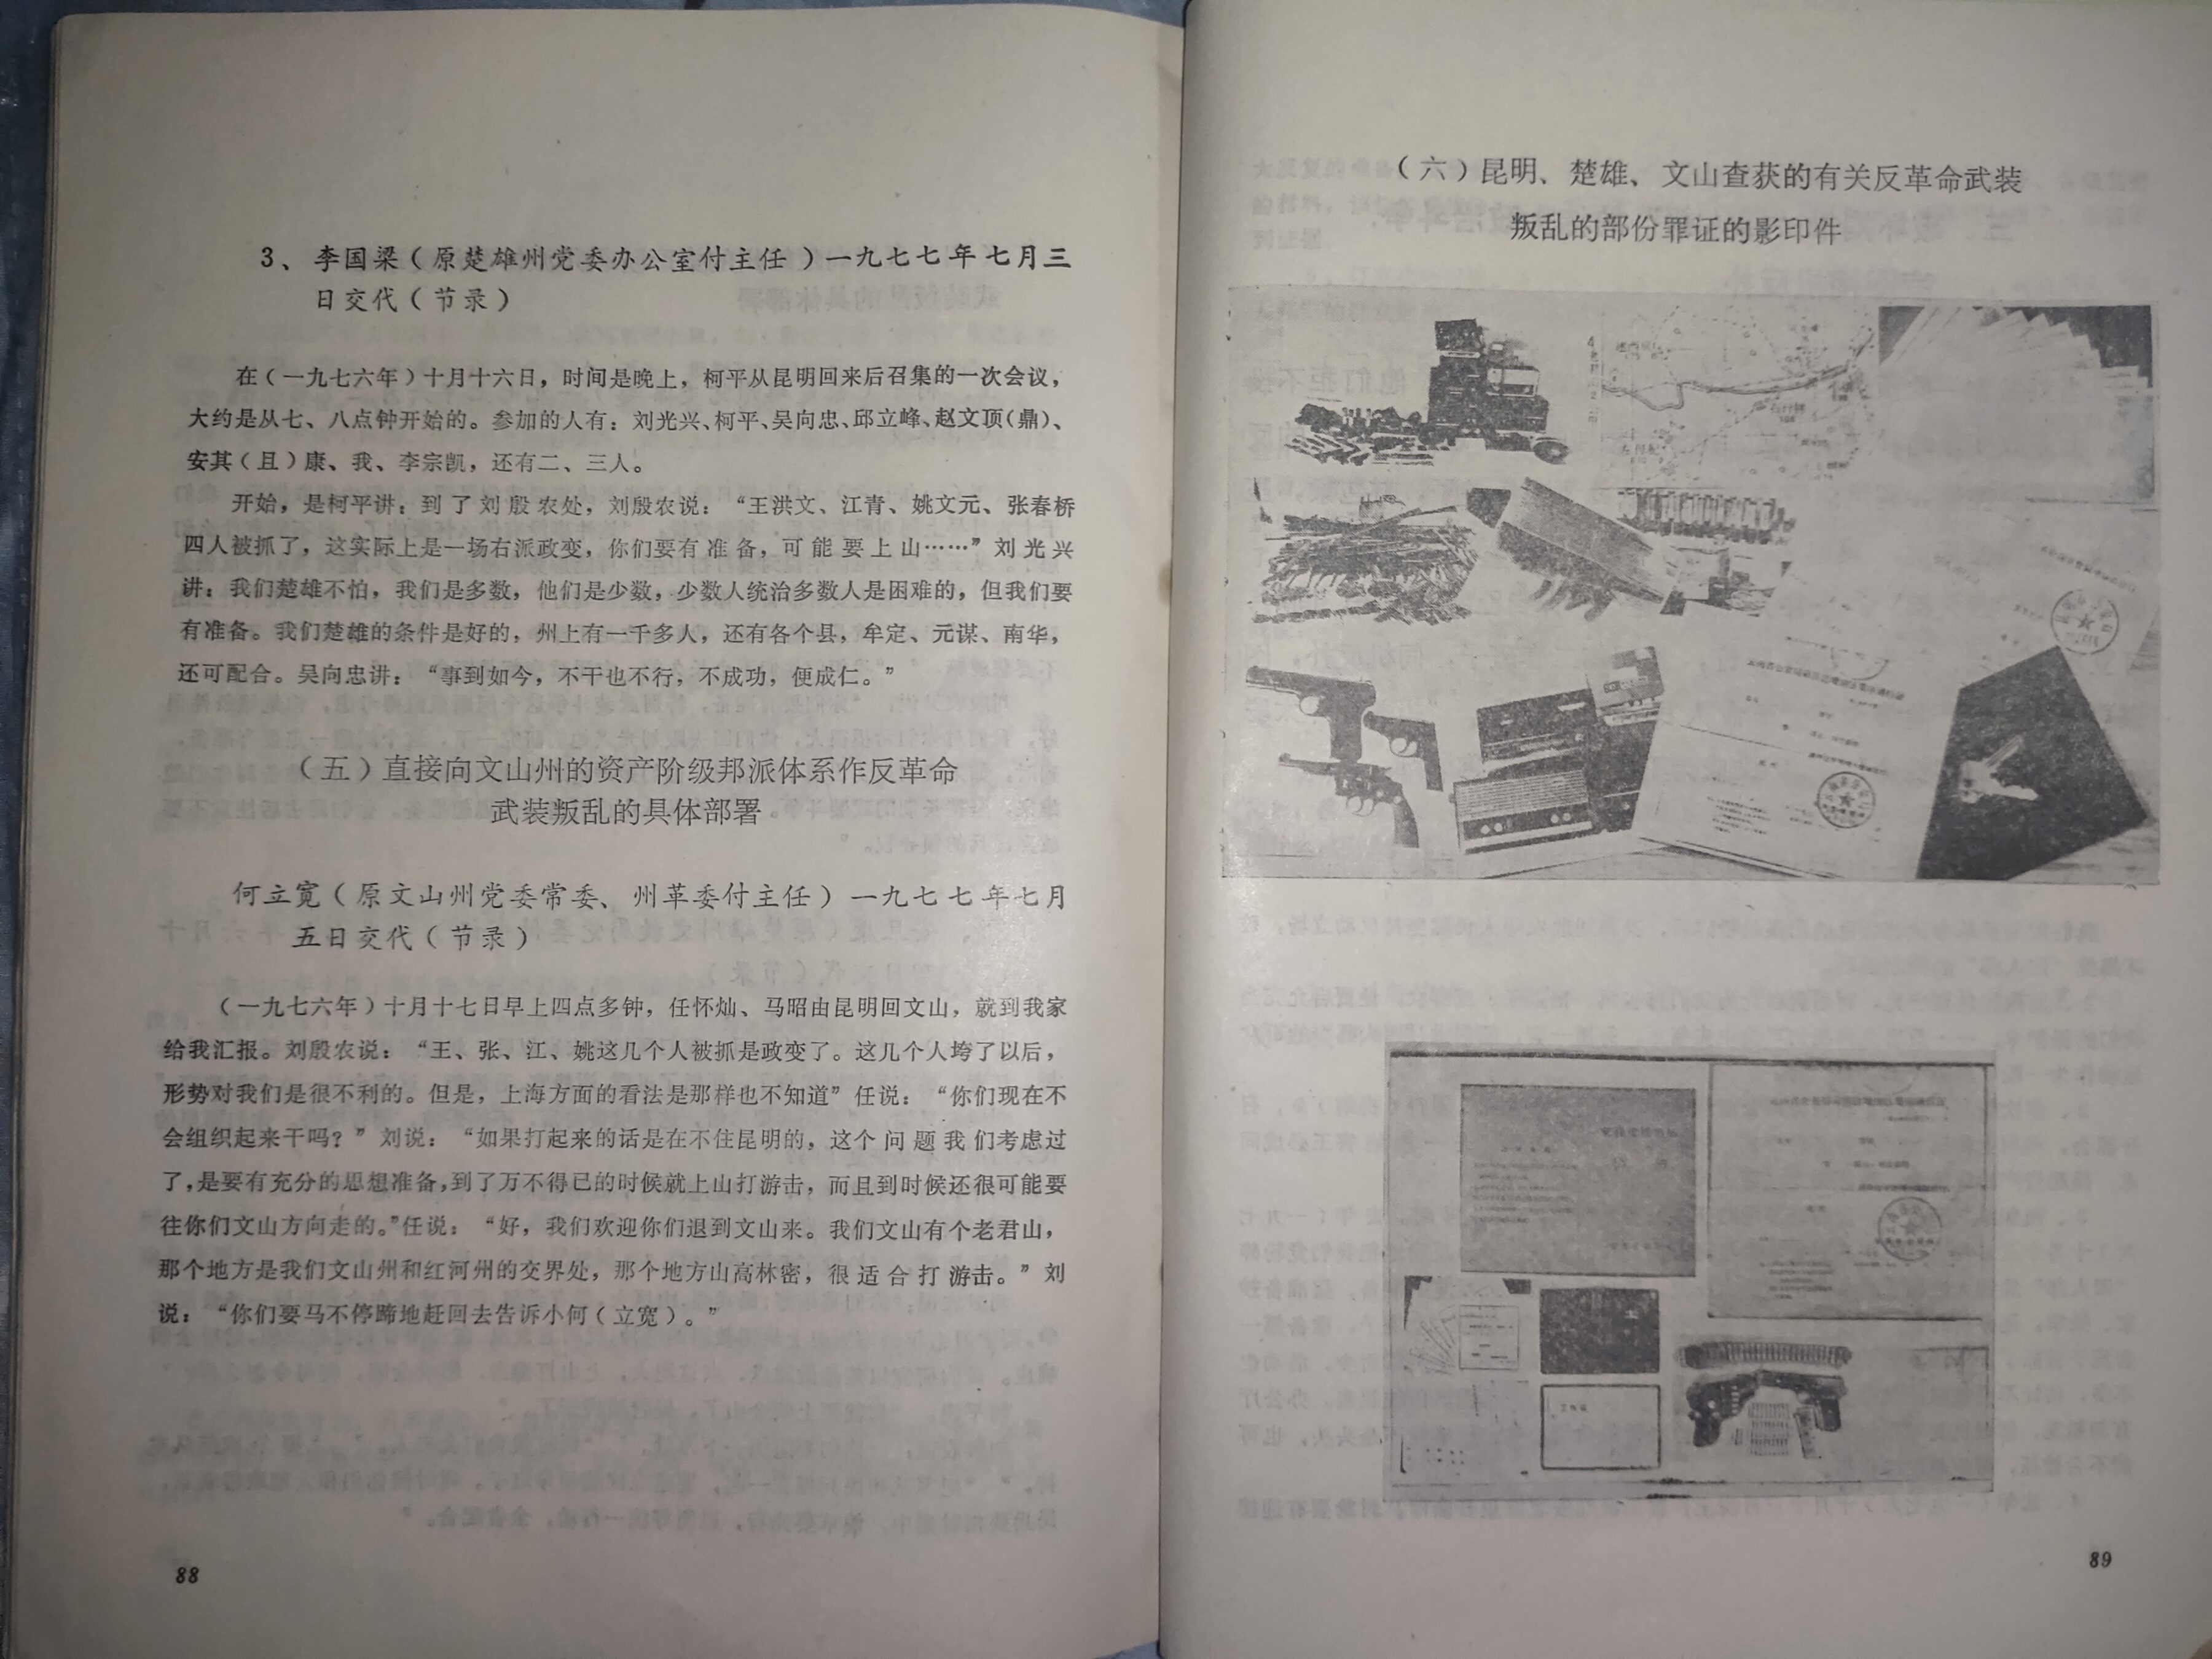 3、李国梁（原楚雄州党委办公室付主任）一九七七年七月三
日交代（节录）
在（一九七六年）十月十六日，时间是晚上，柯平从昆明回来后召集的一次会议，
大约是从七、八点钟开始的。参加的人有：刘光兴、柯平、吴向忠、邱立峰、赵文顶（鼎）、
安其（且）康、我、李宗凯，还有二、三人。
开始，是柯平讲：到了刘殷农处，刘殷农说：“王洪文、江青、姚文元、张春桥
四人被抓了，这实际上是一场右派政变，你们要有准备，可能要上山……”刘光兴
讲：我们楚雄不怕，我们是多数，他们是少数，少数人统治多数人是困难的，但我们要
有准备。我们楚雄的条件是好的，州上有一千多人，还有各个县，牟定、元谋、南华，
还可配合。吴向忠讲：“事到如今，不干也不行，不成功，便成仁。”
（五）直接向文山州的资产阶级邦派体系作反革命
武装叛乱的具体部署
何立宽（原文山州党委常委、州革委付主任）一九七七年七月
五日交代（节录）
（一九七六年）十月十七日早上四点多钟，任怀灿、马昭由昆明回文山，就到我家
给我汇报。刘殷农说：“王、张、江、姚这几个人被抓是政变了。这几个人垮了以后，
形势对我们是很不利的。但是，上海方面的看法是那样也不知道”任说：“你们现在不
会组织起来干吗？”刘说：“如果打起来的话是在不住昆明的，这个问题我们考虑过
了，是要有充分的思想准备，到了万不得已的时候就上山打游击，而且到时候还很可能要
往你们文山方向走的。”任说：“好，我们欢迎你们退到文山来。我们文山有个老君山，
那个地方是我们文山州和红河州的交界处，那个地方山高林密，很适合打游击。”刘
说：“你们要马不停蹄地赶回去告诉小何（立宽）。”
88
（六）昆明、楚雄、文山查获的有关反革命武装
叛乱的部份罪证的影印件
89